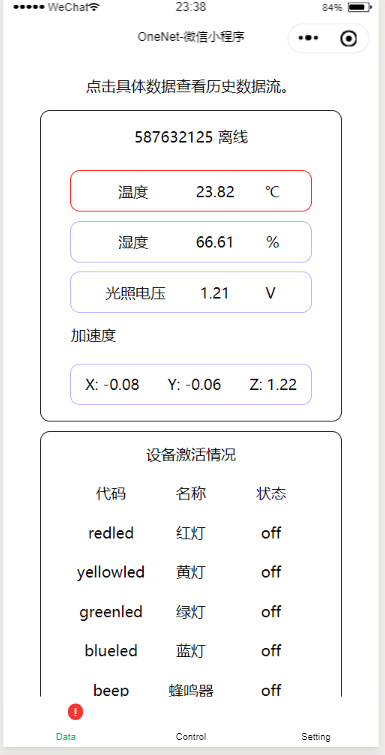 WeChat 23:38 84%
OneNet-微信小程序
点击具体数据查看历史数据流。
587632125 离线
温度 23.82 ℃
湿度 66.61 %
光照电压 1.21 V
加速度
X: -0.08 Y: -0.06 Z: 1.22
设备激活情况
代码 名称 状态
redled 红灯 off
yellowled 黄灯 off
greenled 绿灯 off
blueled 蓝灯 off
beep 蜂鸣器 off
!
Data Control Setting